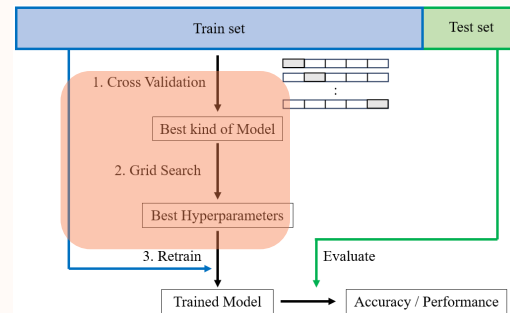 Train set
Test set
1. Cross Validation
:
Best kind of Model
2. Grid Search
Best Hyperparameters
3. Retrain
Evaluate
Trained Model
Accuracy / Performance